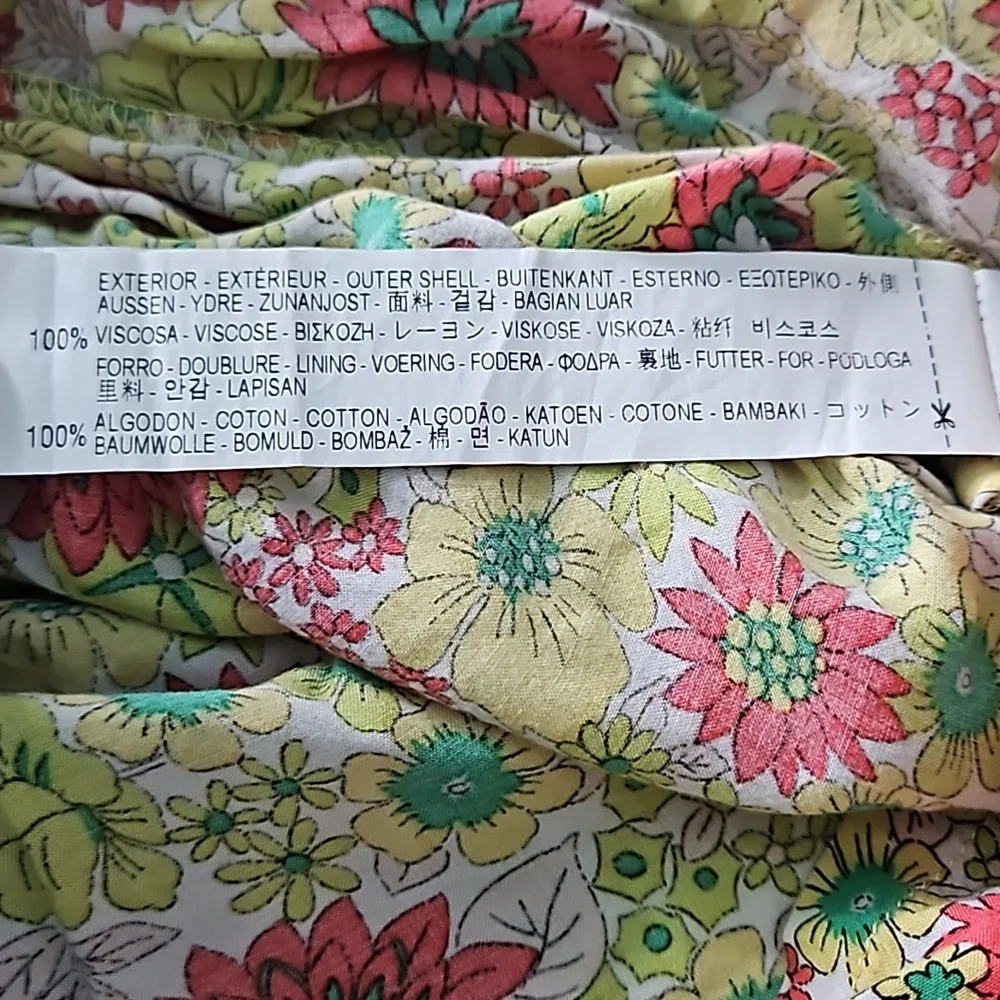 EXTERIOR - EXTÉRIEUR - OUTER SHELL - BUITENKANT - ESTERNO - ΕΞΩΤΕΡΙΚΟ - 外側
AUSSEN - YDRE - ZUNANJOST - 面料 - 겉감 - BAGIAN LUAR
100% VISCOSA - VISCOSE - ΒΙΣΚΟΖΗ - レーヨン - VISKOSE - VISKOZA - 粘纤 비스코스
FORRO - DOUBLURE - LINING - VOERING - FODERA - ΦΟΔΡΑ - 裏地 - FUTTER - FOR - PODLOGA
里料 - 안감 - LAPISAN
100% ALGODON - COTON - COTTON - ALGODÃO - KATOEN - COTONE - ΒΑΜΒΑΚΙ - コットン
BAUMWOLLE - BOMULD - BOMBAŽ - 棉 - 면 - KATUN